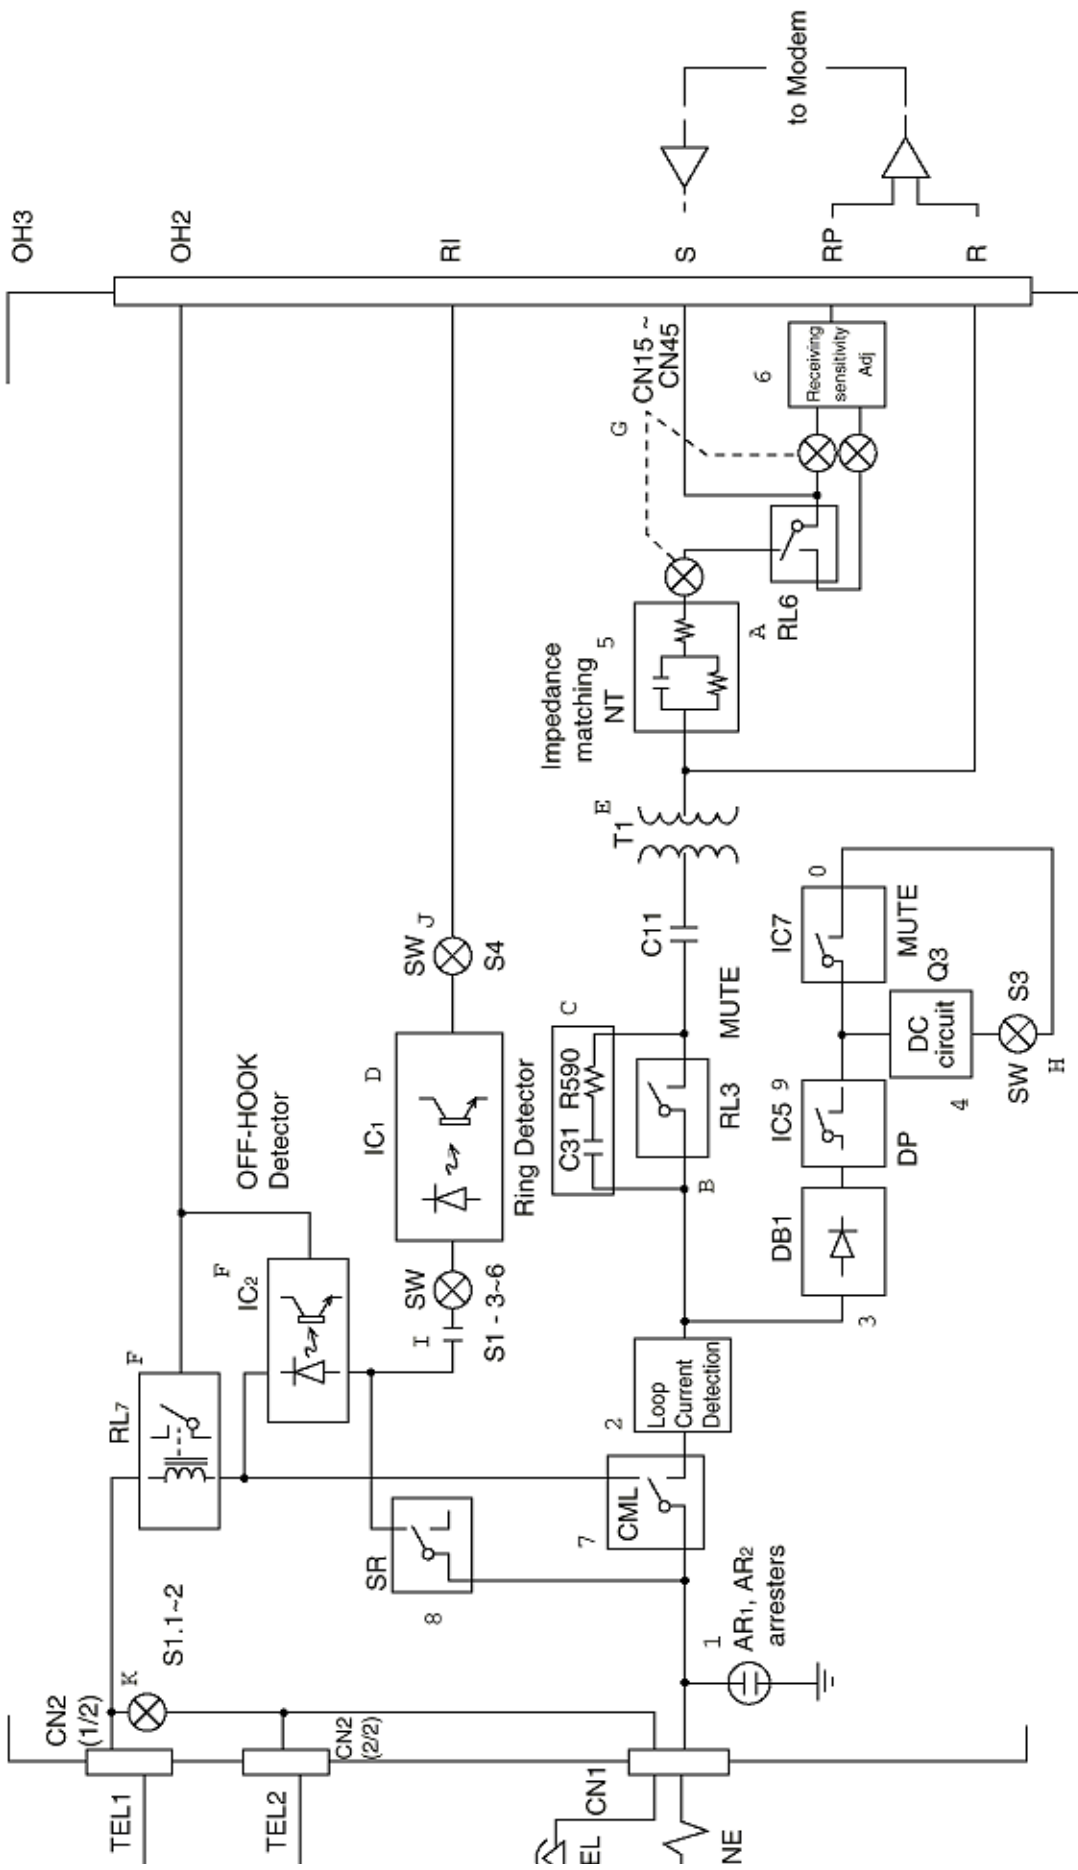 OH3
OH2
RI
S
RP
R
to Modem
CN15 ~
CN45
G
6
Receiving
sensitivity
Adj
RL6
A
5
Impedance
matching
NT
E
T1
C11
MUTE
C
C31 R590
RL3
B
J
SW
S4
D
IC1
Ring Detector
SW
S1 - 3~6
I
OFF-HOOK
Detector
F
IC2
F
RL7
0
IC7
MUTE
Q3
DC
circuit
4
S3
SW
H
IC5 9
DP
DB1
3
2
Loop
Current
Detection
CML
7
SR
8
1
AR1, AR2
arresters
S1.1~2
K
CN2
(1/2)
CN2
(2/2)
CN1
TEL1
TEL2
EL
NE